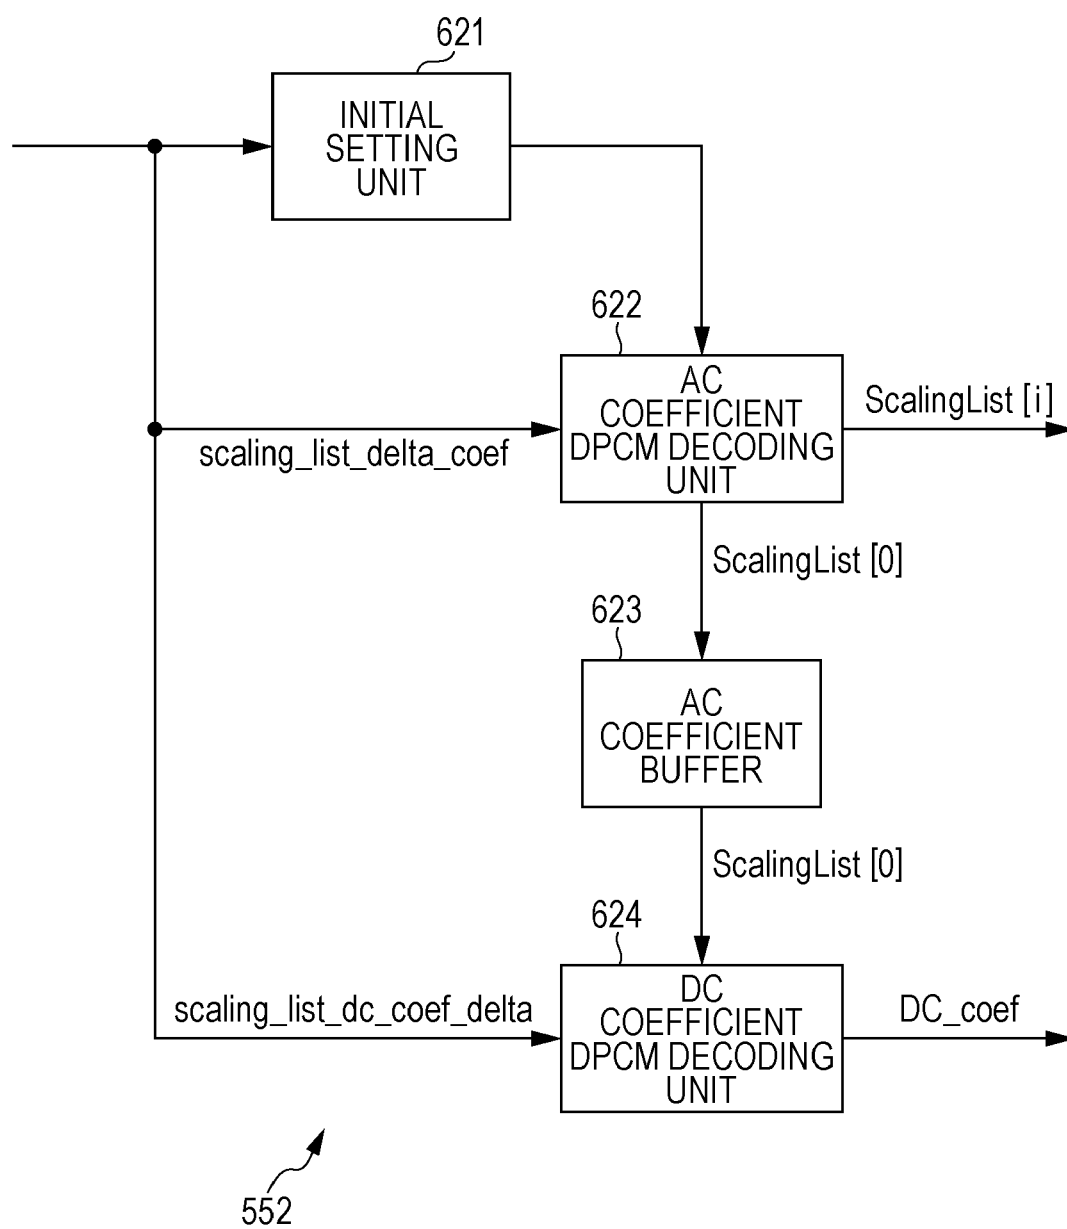 621
INITIAL
SETTING
UNIT
622
AC
COEFFICIENT
DPCM DECODING
UNIT
ScalingList [i]
scaling_list_delta_coef
ScalingList [0]
623
AC
COEFFICIENT
BUFFER
ScalingList [0]
624
DC
COEFFICIENT
DPCM DECODING
UNIT
scaling_list_dc_coef_delta
DC_coef
552